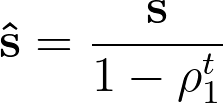 ŝ = s / (1 − ρ₁ᵗ)